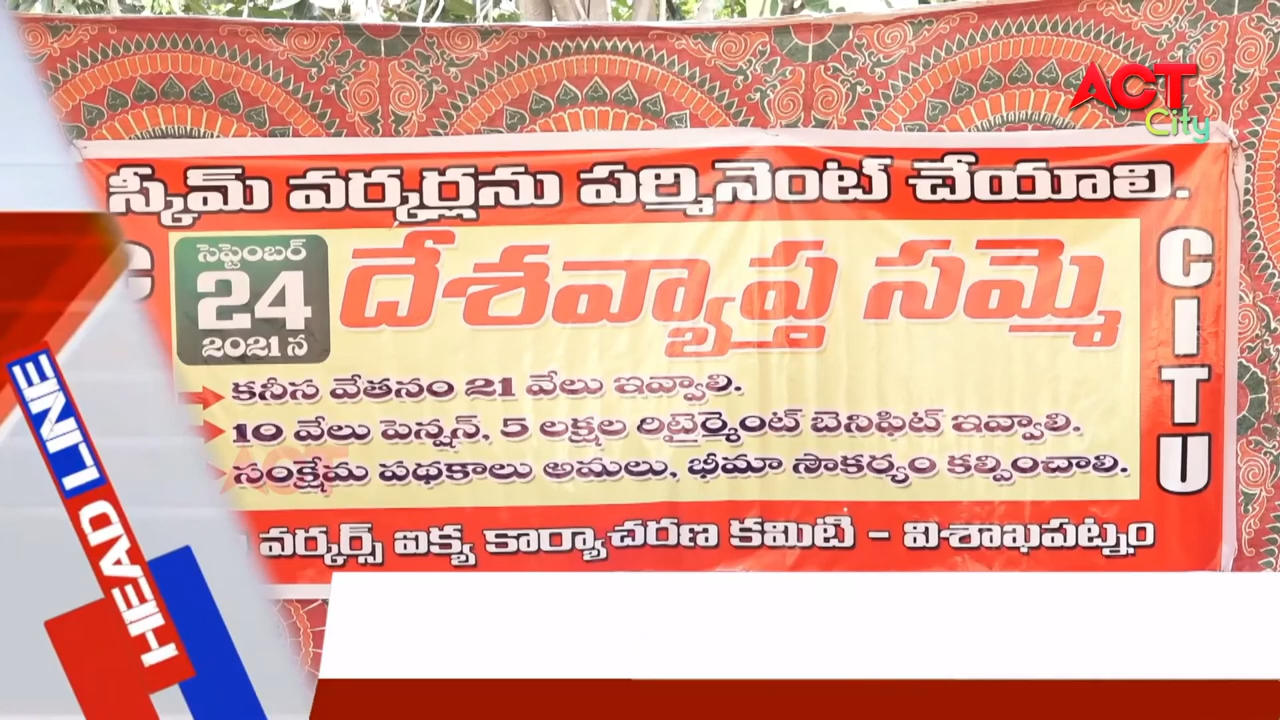 ACT
City
స్కీమ్ వర్కర్లను పర్మినెంట్ చేయాలి.
సెప్టెంబర్
24
2021 న
దేశవ్యాప్త సమ్మె
C
CITU
కనీస వేతనం 21 వేలు ఇవ్వాలి.
10 వేలు పెన్షన్, 5 లక్షల రిటైర్మెంట్ బెనిఫిట్ ఇవ్వాలి.
సంక్షేమ పథకాలు అమలు, భీమా సౌకర్యం కల్పించాలి.
ACT
వర్కర్స్ ఐక్య కార్యాచరణ కమిటి - విశాఖపట్నం
HEAD LINE